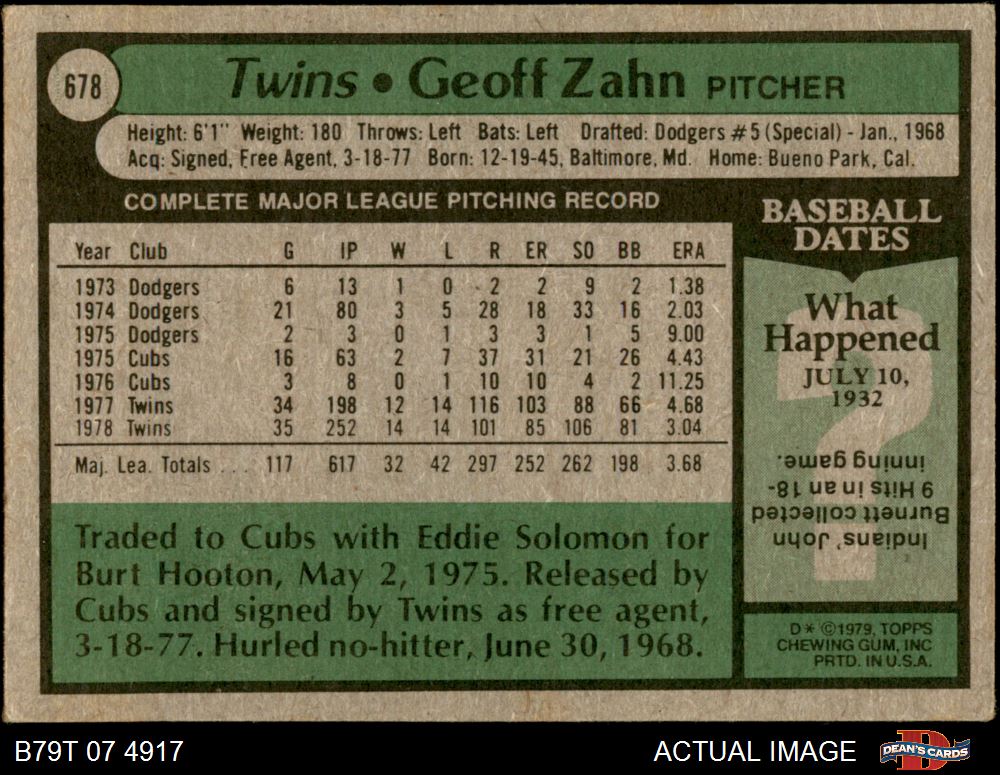 678
Twins • Geoff Zahn PITCHER
Height: 6'1" Weight: 180 Throws: Left Bats: Left Drafted: Dodgers #5 (Special) - Jan., 1968
Acq: Signed, Free Agent, 3-18-77 Born: 12-19-45, Baltimore, Md. Home: Bueno Park, Cal.
COMPLETE MAJOR LEAGUE PITCHING RECORD
Year Club G IP W L R ER SO BB ERA
1973 Dodgers 6 13 1 0 2 2 9 2 1.38
1974 Dodgers 21 80 3 5 28 18 33 16 2.03
1975 Dodgers 2 3 0 1 3 3 1 5 9.00
1975 Cubs 16 63 2 7 37 31 21 26 4.43
1976 Cubs 3 8 0 1 10 10 4 2 11.25
1977 Twins 34 198 12 14 116 103 88 66 4.68
1978 Twins 35 252 14 14 101 85 106 81 3.04
Maj. Lea. Totals . . . 117 617 32 42 297 252 262 198 3.68
Traded to Cubs with Eddie Solomon for
Burt Hooton, May 2, 1975. Released by
Cubs and signed by Twins as free agent,
3-18-77. Hurled no-hitter, June 30, 1968.
BASEBALL
DATES
What
Happened
JULY 10,
1932
Indians' John
Burnett collected
9 Hits in an 18-
inning game.
D* ©1979, TOPPS
CHEWING GUM, INC
PRTD. IN U.S.A.
B79T 07 4917
ACTUAL IMAGE
D
DEAN'S CARDS